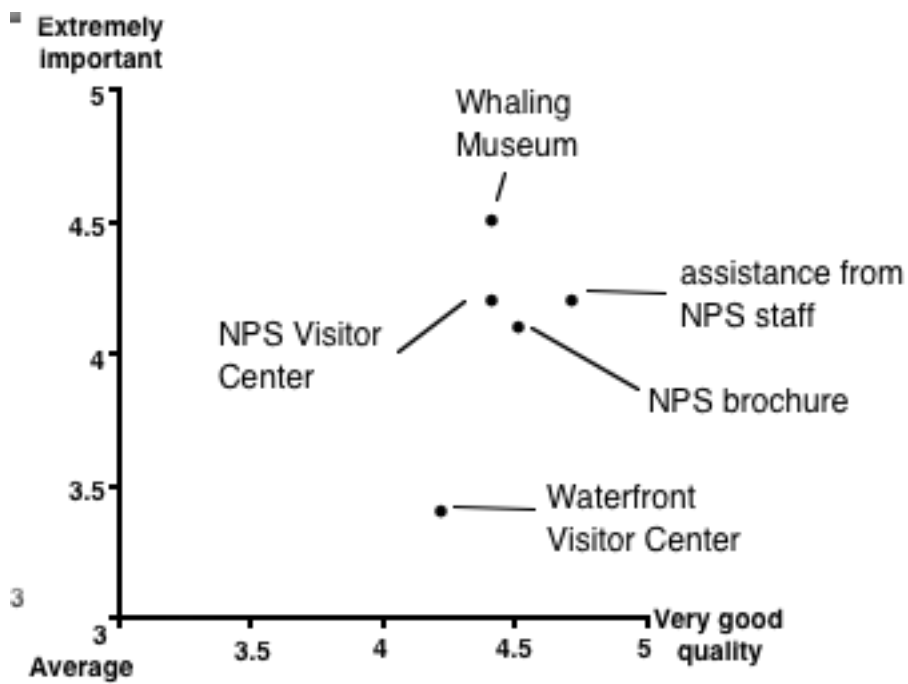 Extremely
important
5
Whaling
Museum
4.5
assistance from
NPS staff
NPS Visitor
Center
4
NPS brochure
3.5
Waterfront
Visitor Center
3
3
Average
3.5
4
4.5
5
Very good
quality